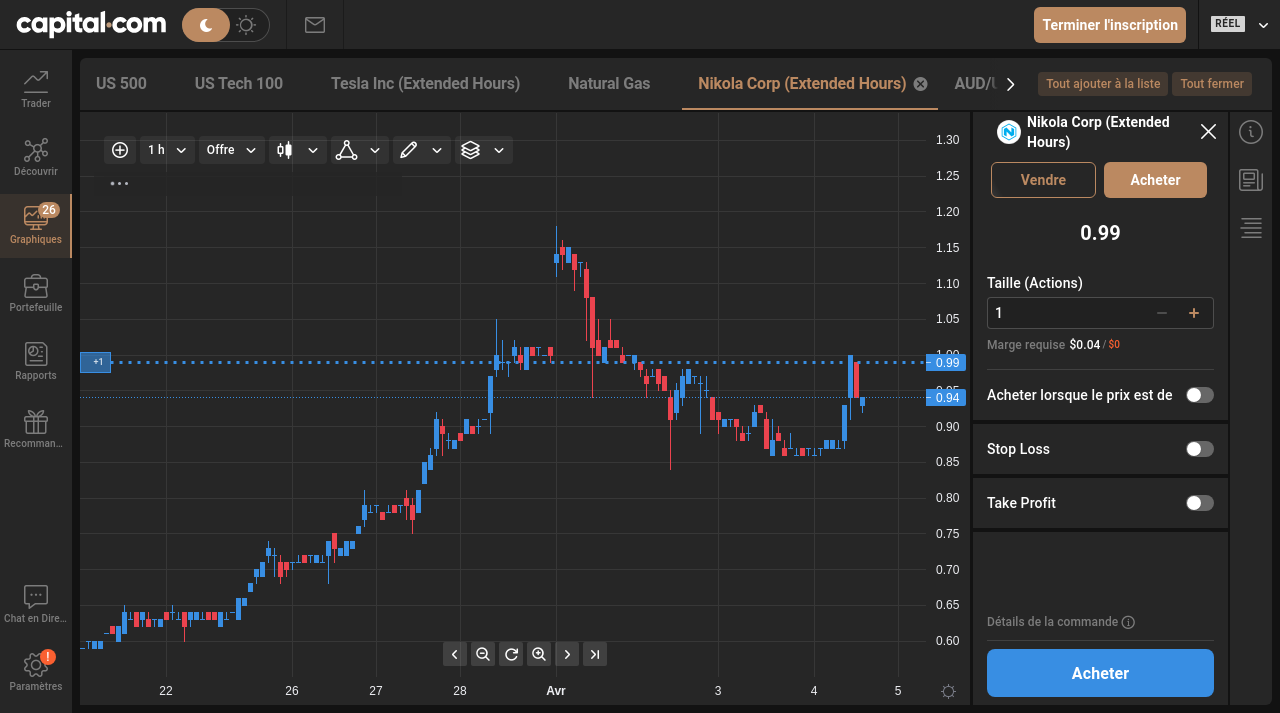 capital.com
Terminer l'inscription
RÉEL
Trader
Découvrir
26
Graphiques
Portefeuille
Rapports
Recomman...
Chat en Dire...
!
Paramètres
US 500
US Tech 100
Tesla Inc (Extended Hours)
Natural Gas
Nikola Corp (Extended Hours)
AUD/
Tout ajouter à la liste
Tout fermer
1 h
Offre
+1
1.30
1.25
1.20
1.15
1.10
1.05
1.00
0.99
0.95
0.94
0.90
0.85
0.80
0.75
0.70
0.65
0.60
22
26
27
28
Avr
3
4
5
Nikola Corp (Extended
Hours)
Vendre
Acheter
0.99
Taille (Actions)
1
Marge requise $0.04 / $0
Acheter lorsque le prix est de
Stop Loss
Take Profit
Détails de la commande
Acheter